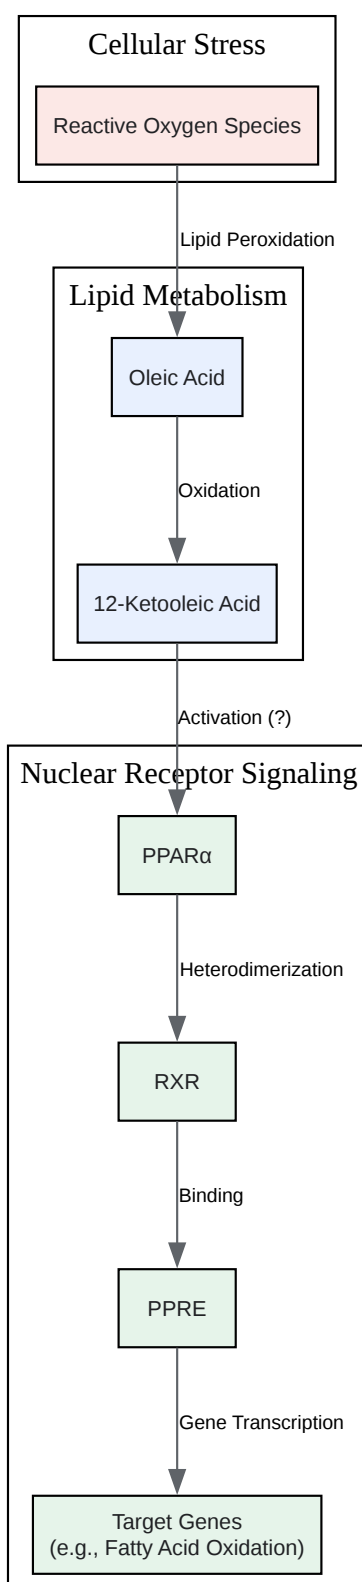 Cellular Stress
Reactive Oxygen Species
Lipid Peroxidation
Lipid Metabolism
Oleic Acid
Oxidation
12-Ketooleic Acid
Activation (?)
Nuclear Receptor Signaling
PPARα
Heterodimerization
RXR
Binding
PPRE
Gene Transcription
Target Genes
(e.g., Fatty Acid Oxidation)